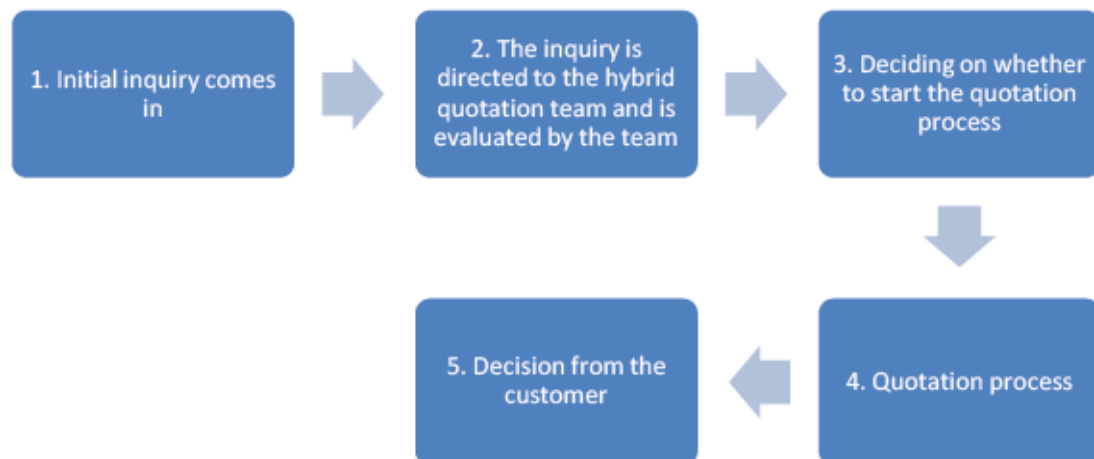 1. Initial inquiry comes
in
2. The inquiry is
directed to the hybrid
quotation team and is
evaluated by the team
3. Deciding on whether
to start the quotation
process
4. Quotation process
5. Decision from the
customer